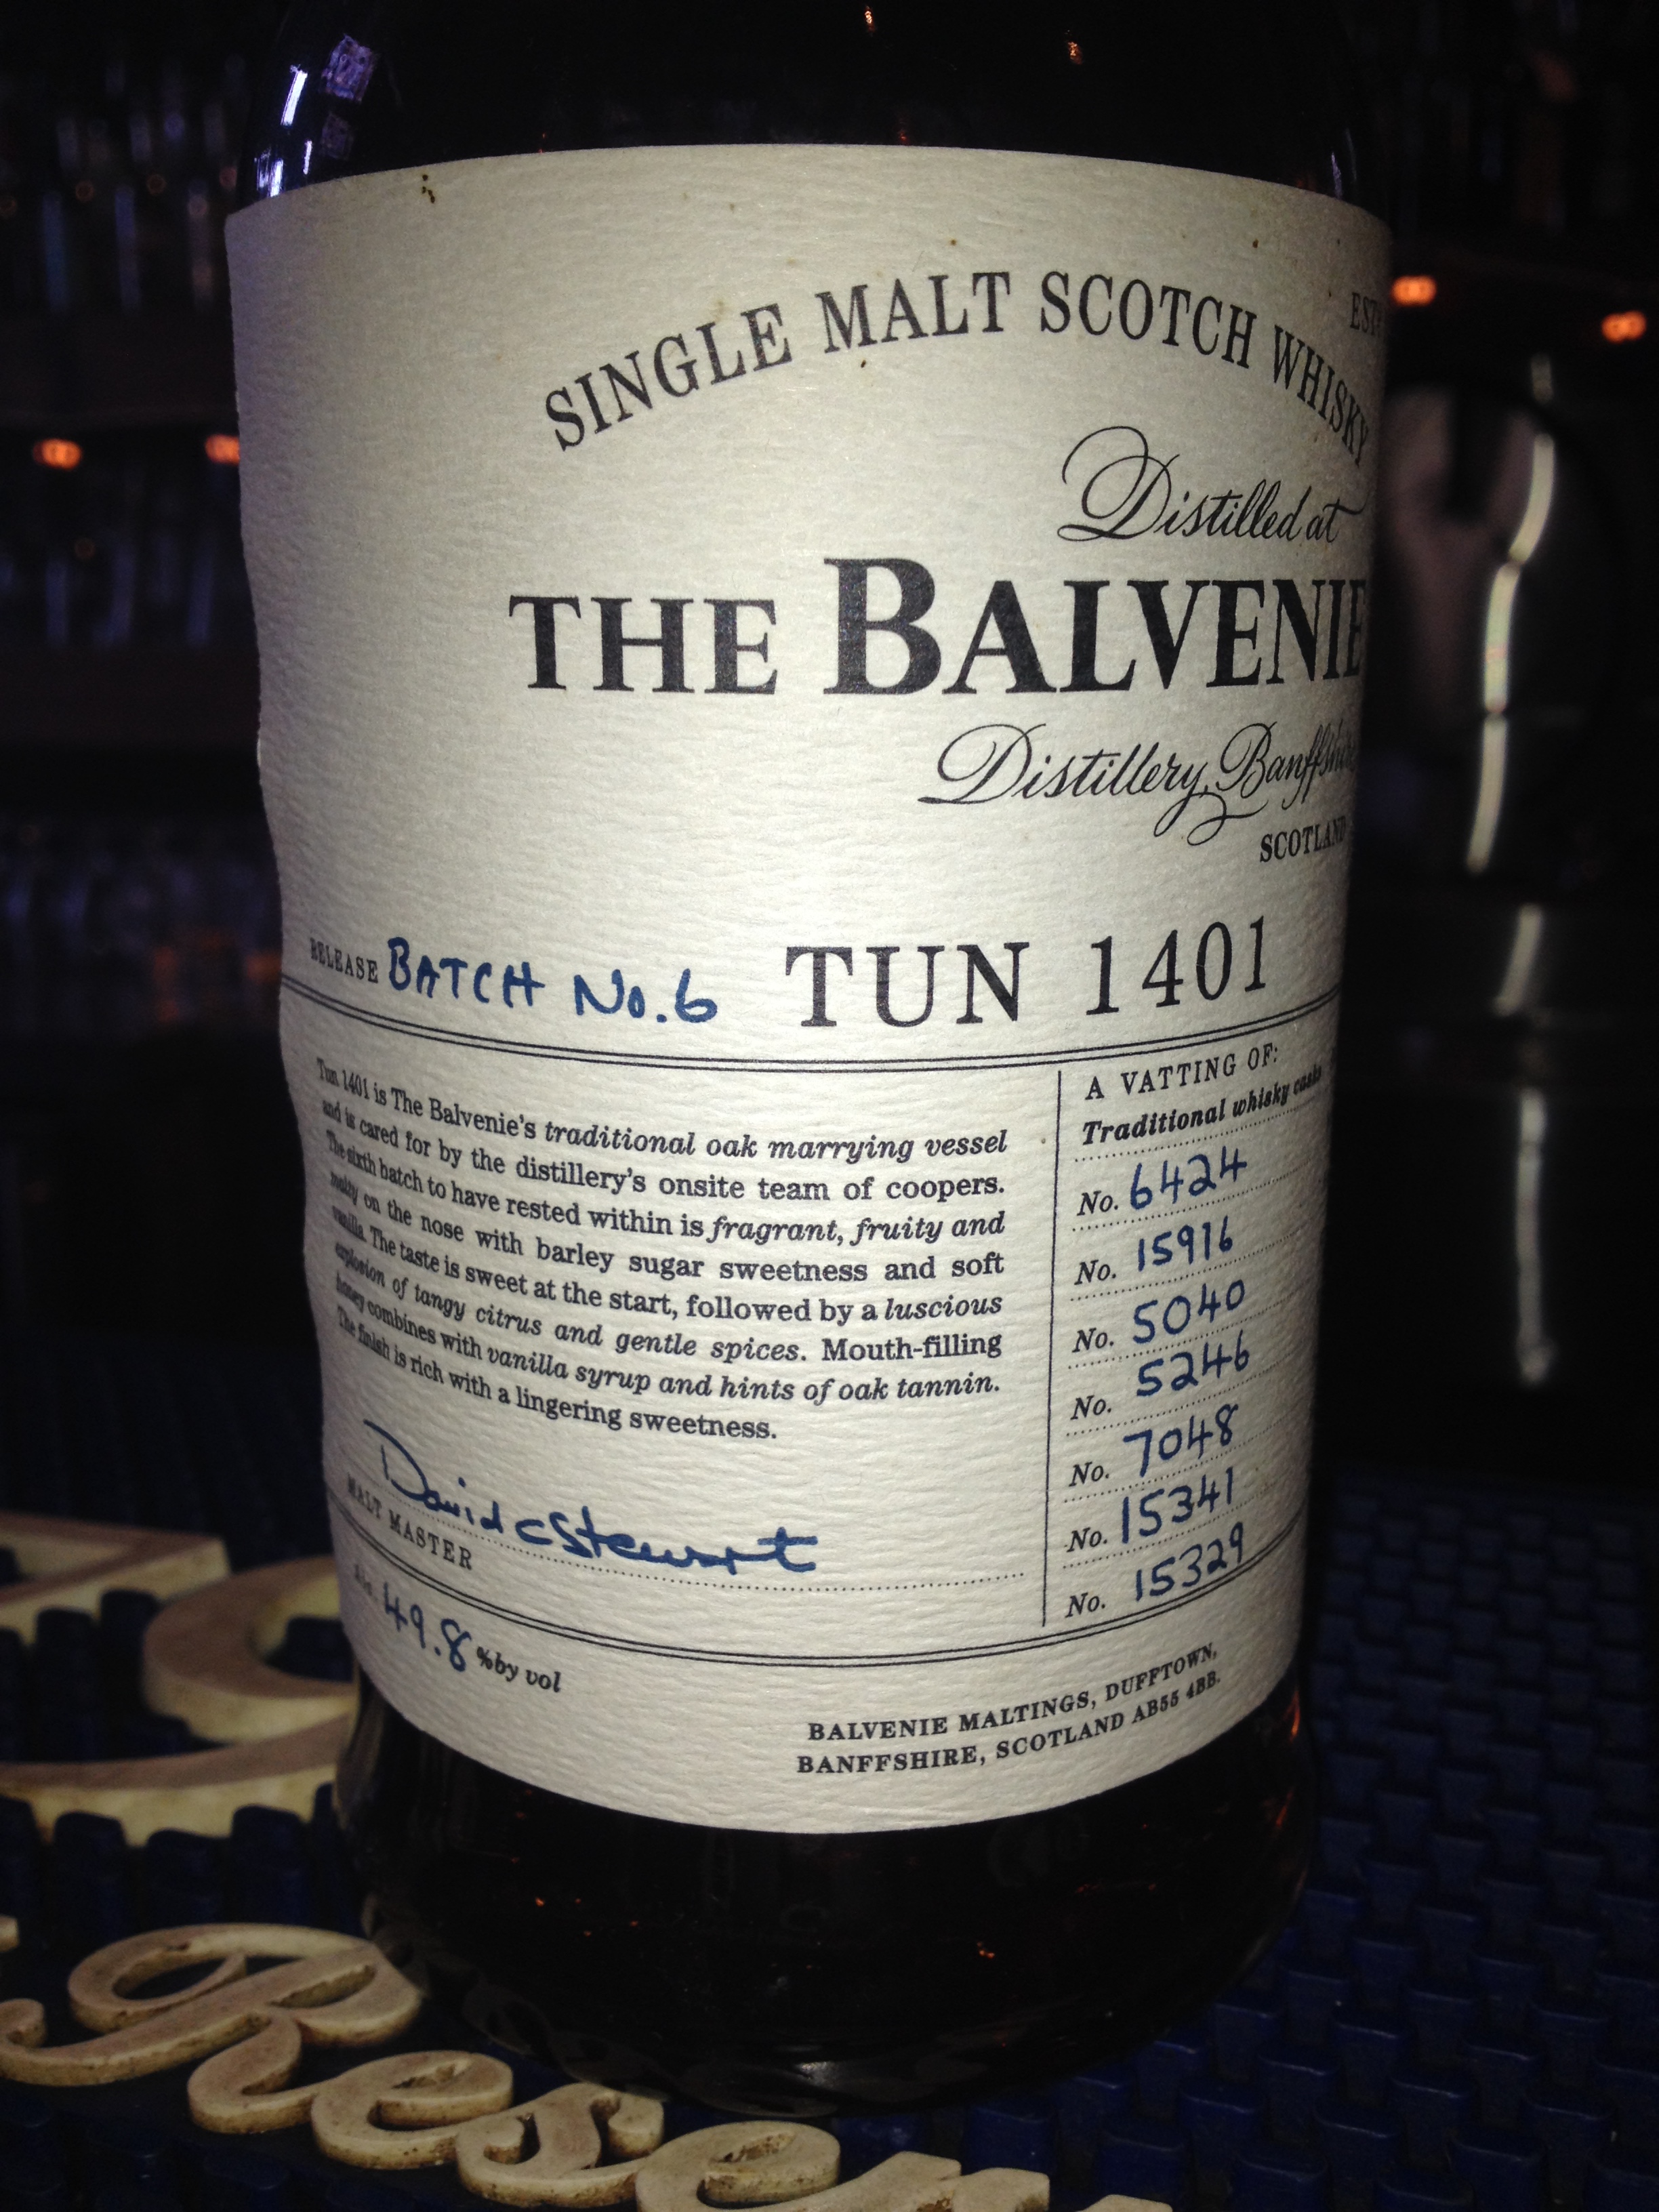 SINGLE MALT SCOTCH WHISKY
Distilled at
THE BALVENIE
Distillery, Banffshire
SCOTLAND
RELEASE BATCH No.6 TUN 1401
Tun 1401 is The Balvenie's traditional oak marrying vessel
and is cared for by the distillery's onsite team of coopers.
The sixth batch to have rested within is fragrant, fruity and
malty on the nose with barley sugar sweetness and soft
vanilla. The taste is sweet at the start, followed by a luscious
explosion of tangy citrus and gentle spices. Mouth-filling
honey combines with vanilla syrup and hints of oak tannin.
The finish is rich with a lingering sweetness.
David C Stewart
MALT MASTER
Alc. 49.8 %by vol
A VATTING OF:
Traditional whisky casks
No. 6424
No. 15916
No. 5040
No. 5246
No. 7048
No. 15341
No. 15329
BALVENIE MALTINGS, DUFFTOWN,
BANFFSHIRE, SCOTLAND AB55 4BB.